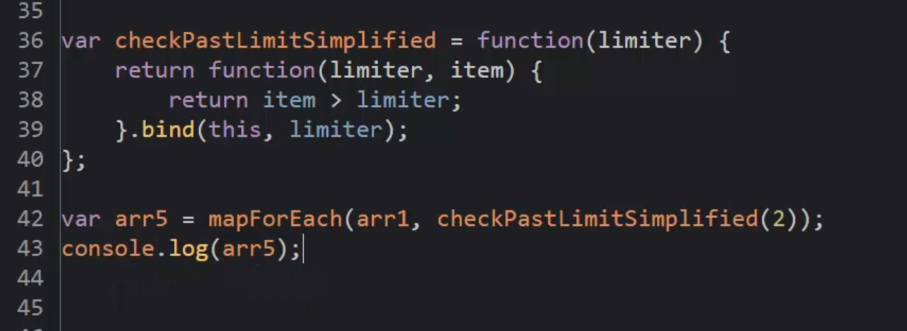 35
36 var checkPastLimitSimplified = function(limiter) {
37     return function(limiter, item) {
38         return item > limiter;
39     }.bind(this, limiter);
40 };
41
42 var arr5 = mapForEach(arr1, checkPastLimitSimplified(2));
43 console.log(arr5);
44
45